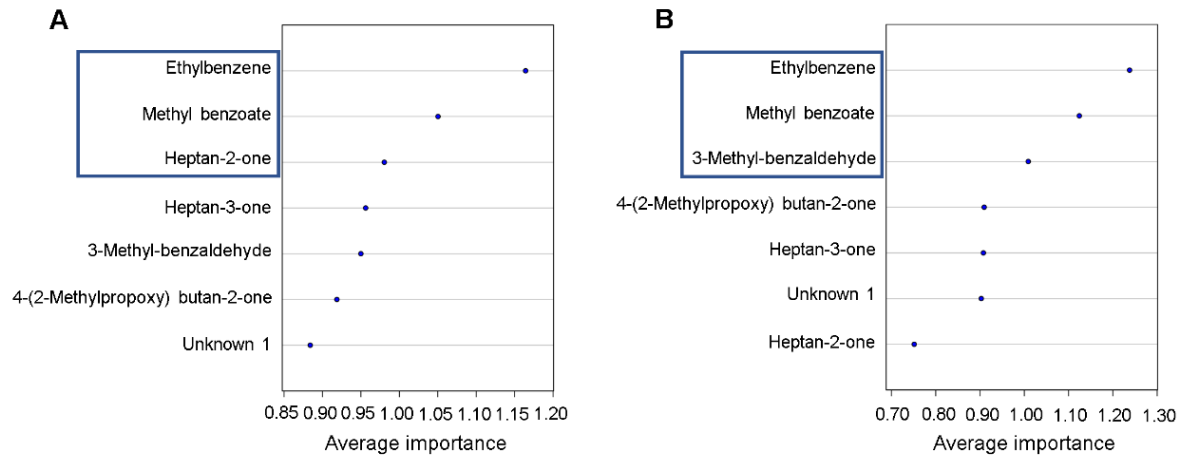 A
Ethylbenzene
Methyl benzoate
Heptan-2-one
Heptan-3-one
3-Methyl-benzaldehyde
4-(2-Methylpropoxy) butan-2-one
Unknown 1
0.85 0.90 0.95 1.00 1.05 1.10 1.15 1.20
Average importance
B
Ethylbenzene
Methyl benzoate
3-Methyl-benzaldehyde
4-(2-Methylpropoxy) butan-2-one
Heptan-3-one
Unknown 1
Heptan-2-one
0.70 0.80 0.90 1.00 1.10 1.20 1.30
Average importance